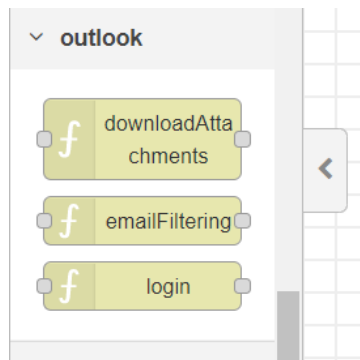 outlook
downloadAtta
chments
emailFiltering
login